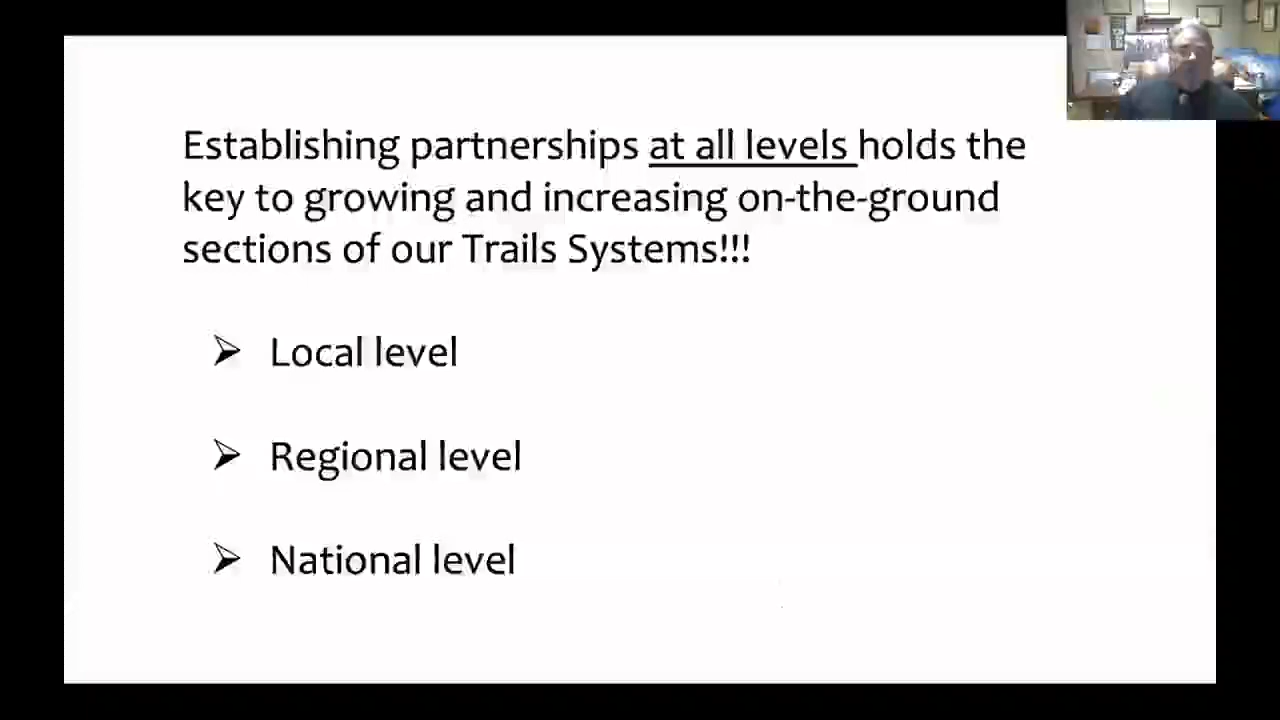 Establishing partnerships at all levels holds the
key to growing and increasing on-the-ground
sections of our Trails Systems!!!
➢ Local level
➢ Regional level
➢ National level